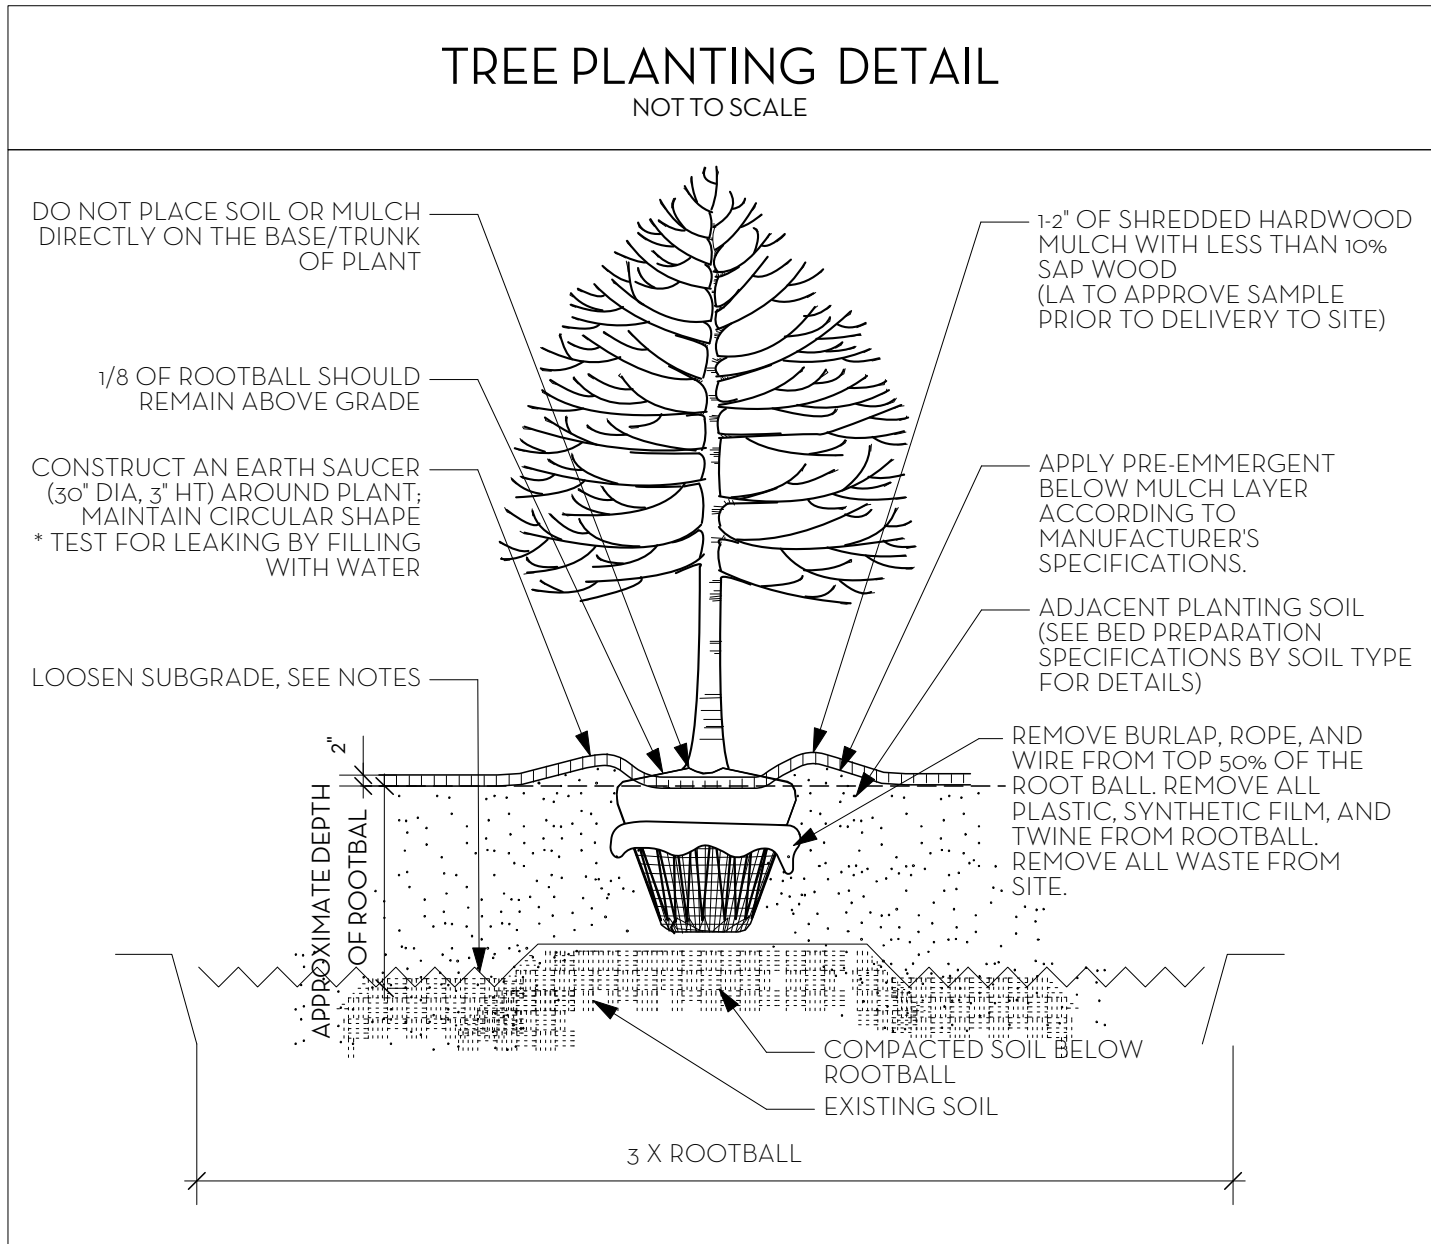 TREE PLANTING DETAIL
NOT TO SCALE
DO NOT PLACE SOIL OR MULCH
DIRECTLY ON THE BASE/TRUNK
OF PLANT
1/8 OF ROOTBALL SHOULD
REMAIN ABOVE GRADE
CONSTRUCT AN EARTH SAUCER
(30" DIA, 3" HT) AROUND PLANT;
MAINTAIN CIRCULAR SHAPE
* TEST FOR LEAKING BY FILLING
WITH WATER
LOOSEN SUBGRADE, SEE NOTES
2"
APPROXIMATE DEPTH
OF ROOTBAL
1-2" OF SHREDDED HARDWOOD
MULCH WITH LESS THAN 10%
SAP WOOD
(LA TO APPROVE SAMPLE
PRIOR TO DELIVERY TO SITE)
APPLY PRE-EMMERGENT
BELOW MULCH LAYER
ACCORDING TO
MANUFACTURER'S
SPECIFICATIONS.
ADJACENT PLANTING SOIL
(SEE BED PREPARATION
SPECIFICATIONS BY SOIL TYPE
FOR DETAILS)
REMOVE BURLAP, ROPE, AND
WIRE FROM TOP 50% OF THE
ROOT BALL. REMOVE ALL
PLASTIC, SYNTHETIC FILM, AND
TWINE FROM ROOTBALL.
REMOVE ALL WASTE FROM
SITE.
COMPACTED SOIL BELOW
ROOTBALL
EXISTING SOIL
3 X ROOTBALL